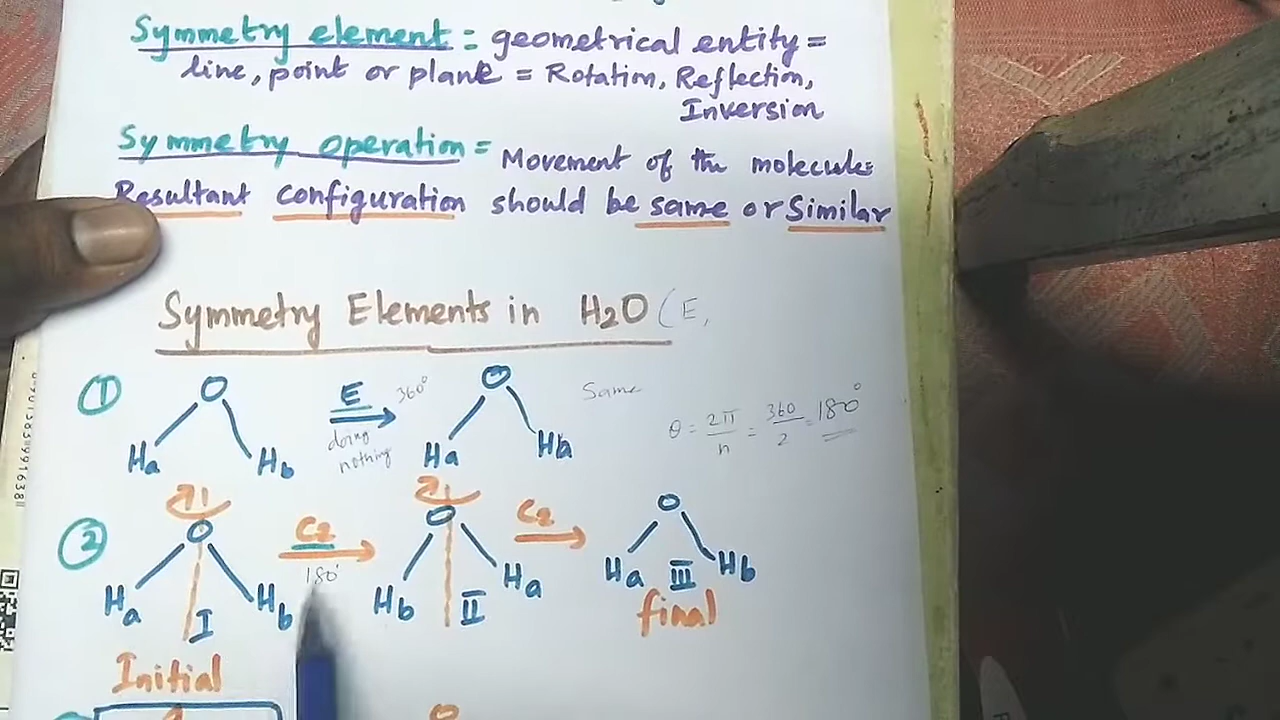 Symmetry element = geometrical entity =
line, point or plane = Rotation, Reflection,
Inversion
Symmetry operation = Movement of the molecule
Resultant configuration should be same or Similar
Symmetry Elements in H2O (E,
① O E 360° O Same
doing
nothing
Ha Hb Ha Hb
θ = 2π/n = 360/2 = 180°
② O C2 O C2 O
180°
Ha Hb Hb Ha Ha Hb
I II III
Initial final